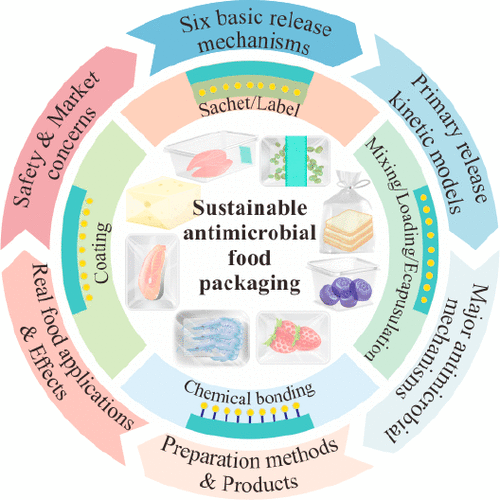 Six basic release
mechanisms
Primary release
kinetic models
Major antimicrobial
mechanisms
Preparation methods
& Products
Real food applications
& Effects
Safety & Market
concerns
Sachet/Label
Mixing/Loading/Ecapusulation
Chemical bonding
Coating
Sustainable
antimicrobial
food
packaging